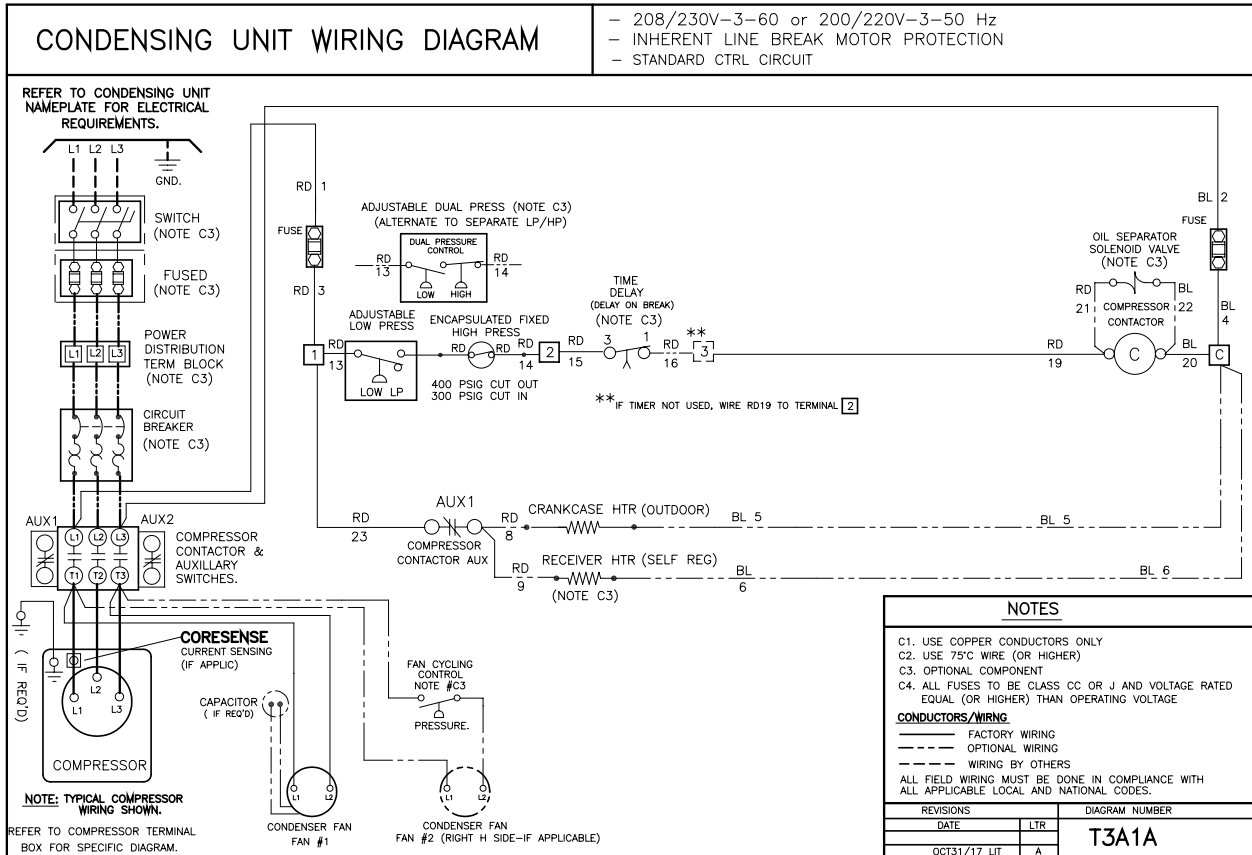 CONDENSING UNIT WIRING DIAGRAM
- 208/230V-3-60 or 200/220V-3-50 Hz
- INHERENT LINE BREAK MOTOR PROTECTION
- STANDARD CTRL CIRCUIT
REFER TO CONDENSING UNIT
NAMEPLATE FOR ELECTRICAL
REQUIREMENTS.
L1 L2 L3
GND.
SWITCH
(NOTE C3)
FUSED
(NOTE C3)
L1 L2 L3
POWER
DISTRIBUTION
TERM BLOCK
(NOTE C3)
CIRCUIT
BREAKER
(NOTE C3)
AUX1
AUX2
L1 L2 L3
T1 T2 T3
COMPRESSOR
CONTACTOR &
AUXILLARY
SWITCHES.
( IF REQ'D)
CORESENSE
CURRENT SENSING
(IF APPLIC)
L2
L1 L3
COMPRESSOR
NOTE: TYPICAL COMPRESSOR
WIRING SHOWN.
REFER TO COMPRESSOR TERMINAL
BOX FOR SPECIFIC DIAGRAM.
RD 1
FUSE
RD 3
1
RD
13
ADJUSTABLE DUAL PRESS (NOTE C3)
(ALTERNATE TO SEPARATE LP/HP)
DUAL PRESSURE
CONTROL
RD
13
RD
14
LOW HIGH
ADJUSTABLE
LOW PRESS
LOW LP
ENCAPSULATED FIXED
HIGH PRESS
RD RD RD
14
2
400 PSIG CUT OUT
300 PSIG CUT IN
RD
15
TIME
DELAY
(DELAY ON BREAK)
(NOTE C3)
3 1
RD
16
**
3
**IF TIMER NOT USED, WIRE RD19 TO TERMINAL 2
RD
19
OIL SEPARATOR
SOLENOID VALVE
(NOTE C3)
RD
21
BL
22
COMPRESSOR
CONTACTOR
C
BL
20
C
BL 2
FUSE
BL
4
RD
23
AUX1
COMPRESSOR
CONTACTOR AUX
RD
8
CRANKCASE HTR (OUTDOOR)
BL 5
BL 5
RD
9
RECEIVER HTR (SELF REG)
(NOTE C3)
BL
6
BL 6
CAPACITOR
( IF REQ'D)
FAN CYCLING
CONTROL
NOTE #C3
PRESSURE.
L1 L2
CONDENSER FAN
FAN #1
L1 L2
CONDENSER FAN
FAN #2 (RIGHT H SIDE-IF APPLICABLE)
NOTES
C1. USE COPPER CONDUCTORS ONLY
C2. USE 75°C WIRE (OR HIGHER)
C3. OPTIONAL COMPONENT
C4. ALL FUSES TO BE CLASS CC OR J AND VOLTAGE RATED
EQUAL (OR HIGHER) THAN OPERATING VOLTAGE
CONDUCTORS/WIRNG
FACTORY WIRING
OPTIONAL WIRING
WIRING BY OTHERS
ALL FIELD WIRING MUST BE DONE IN COMPLIANCE WITH
ALL APPLICABLE LOCAL AND NATIONAL CODES.
REVISIONS
DIAGRAM NUMBER
DATE LTR
T3A1A
OCT31/17 LIT A